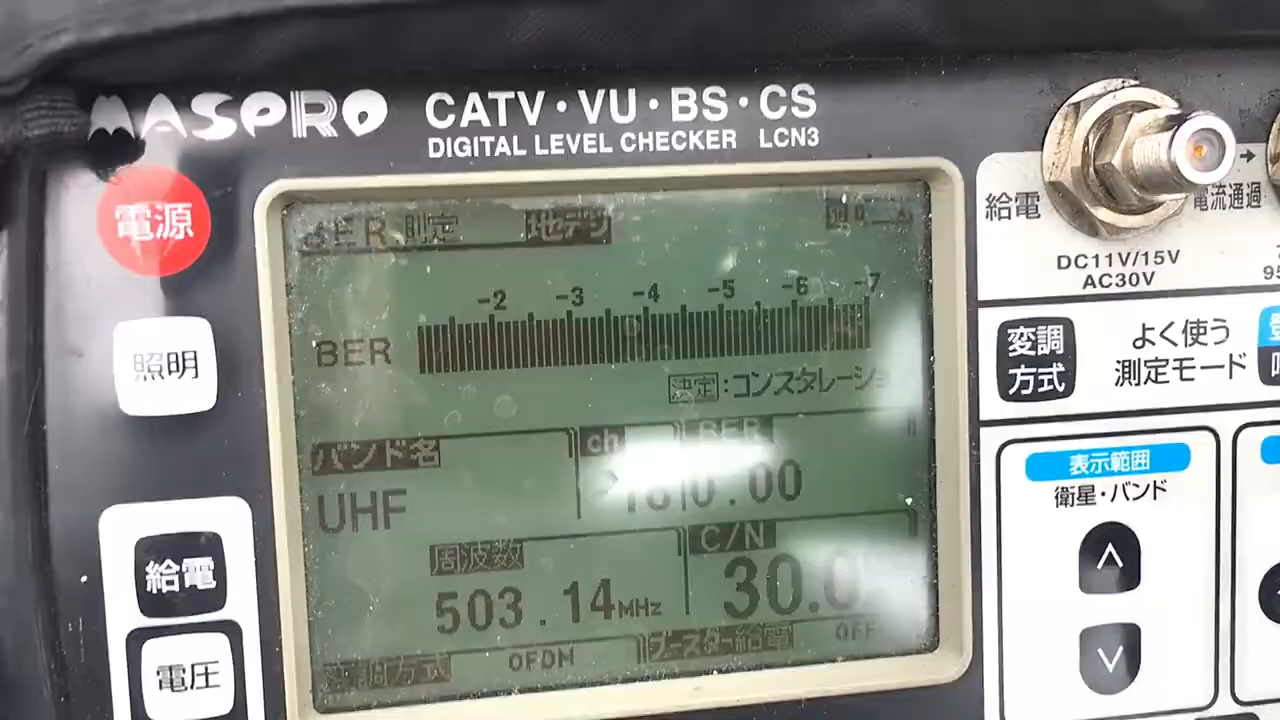 MASPRO CATV・VU・BS・CS
DIGITAL LEVEL CHECKER LCN3
電源
照明
給電
電圧
BER 測定 地デジ
-2 -3 -4 -5 -6 -7
BER
決定:コンスタレーショ
バンド名 ch BER
UHF 0.00
周波数 C/N
503.14MHz 30.0
変調方式 OFDM ブースター給電 OFF
給電
電流通過
DC11V/15V
AC30V
変調
方式
よく使う
測定モード
表示範囲
衛星・バンド